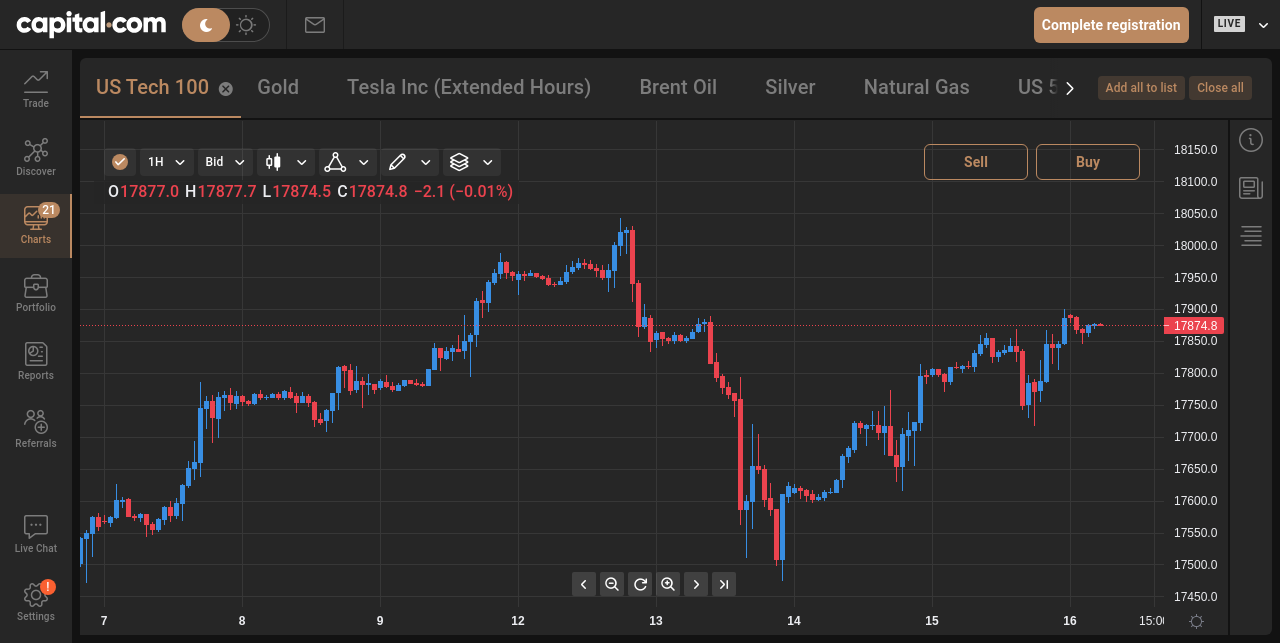 capital.com
Complete registration
LIVE
US Tech 100
Gold
Tesla Inc (Extended Hours)
Brent Oil
Silver
Natural Gas
US 5
Add all to list
Close all
Trade
Discover
21
Charts
Portfolio
Reports
Referrals
Live Chat
!
Settings
1H
Bid
Sell
Buy
O17877.0 H17877.7 L17874.5 C17874.8 −2.1 (−0.01%)
18150.0
18100.0
18050.0
18000.0
17950.0
17900.0
17874.8
17850.0
17800.0
17750.0
17700.0
17650.0
17600.0
17550.0
17500.0
17450.0
7 8 9 12 13 14 15 16 15:00